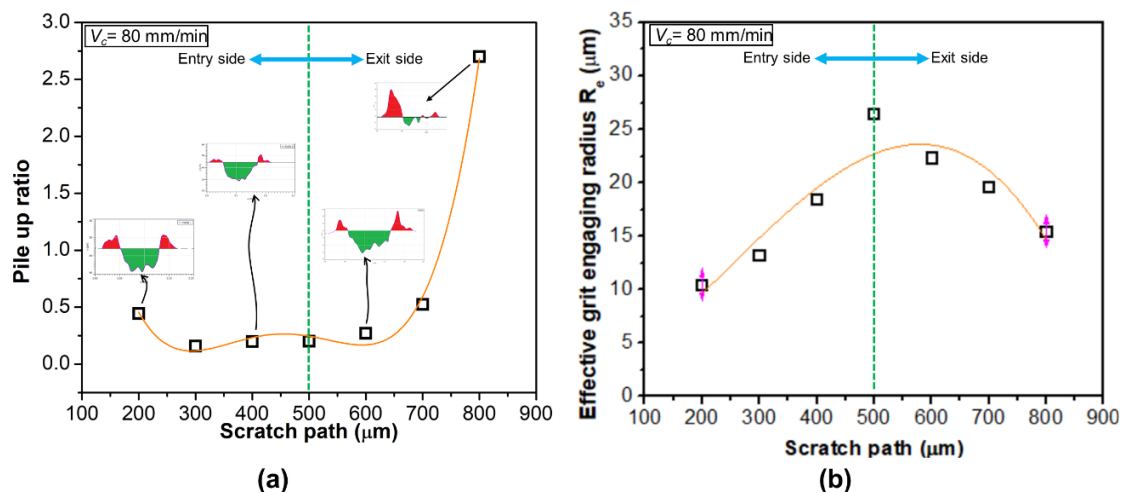 V_c= 80 mm/min
Entry side
Exit side
3.0
2.5
2.0
1.5
1.0
0.5
0.0
Pile up ratio
100 200 300 400 500 600 700 800 900
Scratch path (μm)
(a)
V_c= 80 mm/min
Entry side
Exit side
35
30
25
20
15
10
5
0
Effective grit engaging radius R_e (μm)
100 200 300 400 500 600 700 800 900
Scratch path (μm)
(b)